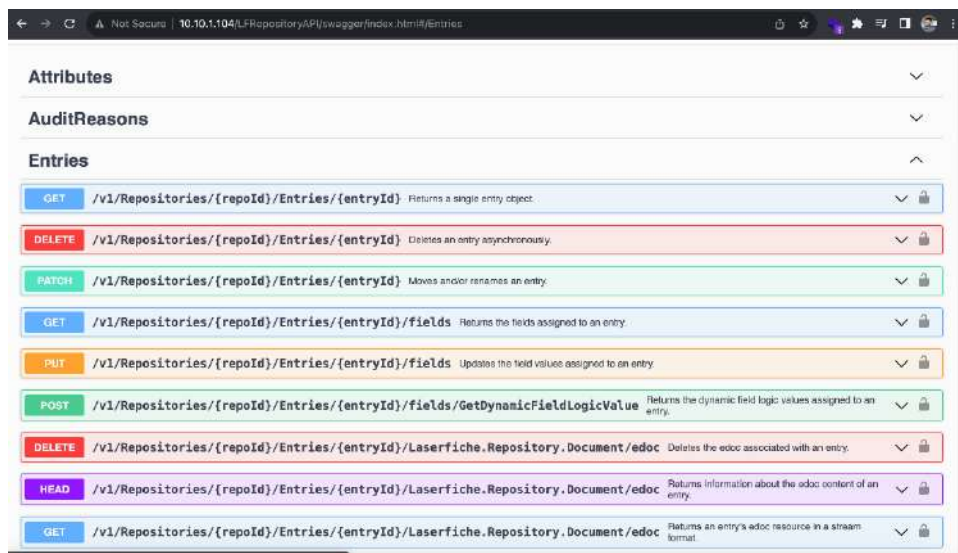 Not Secure | 10.10.1.104/LFRepositoryAPI/swagger/index.html#/Entries
Attributes
AuditReasons
Entries
GET /v1/Repositories/{repoId}/Entries/{entryId} Returns a single entry object.
DELETE /v1/Repositories/{repoId}/Entries/{entryId} Deletes an entry asynchronously.
PATCH /v1/Repositories/{repoId}/Entries/{entryId} Moves and/or renames an entry.
GET /v1/Repositories/{repoId}/Entries/{entryId}/fields Returns the fields assigned to an entry.
PUT /v1/Repositories/{repoId}/Entries/{entryId}/fields Updates the field values assigned to an entry.
POST /v1/Repositories/{repoId}/Entries/{entryId}/fields/GetDynamicFieldLogicValue Returns the dynamic field logic values assigned to an
entry.
DELETE /v1/Repositories/{repoId}/Entries/{entryId}/Laserfiche.Repository.Document/edoc Deletes the edoc associated with an entry.
HEAD /v1/Repositories/{repoId}/Entries/{entryId}/Laserfiche.Repository.Document/edoc Returns information about the edoc content of an
entry.
GET /v1/Repositories/{repoId}/Entries/{entryId}/Laserfiche.Repository.Document/edoc Returns an entry's edoc resource in a stream
format.